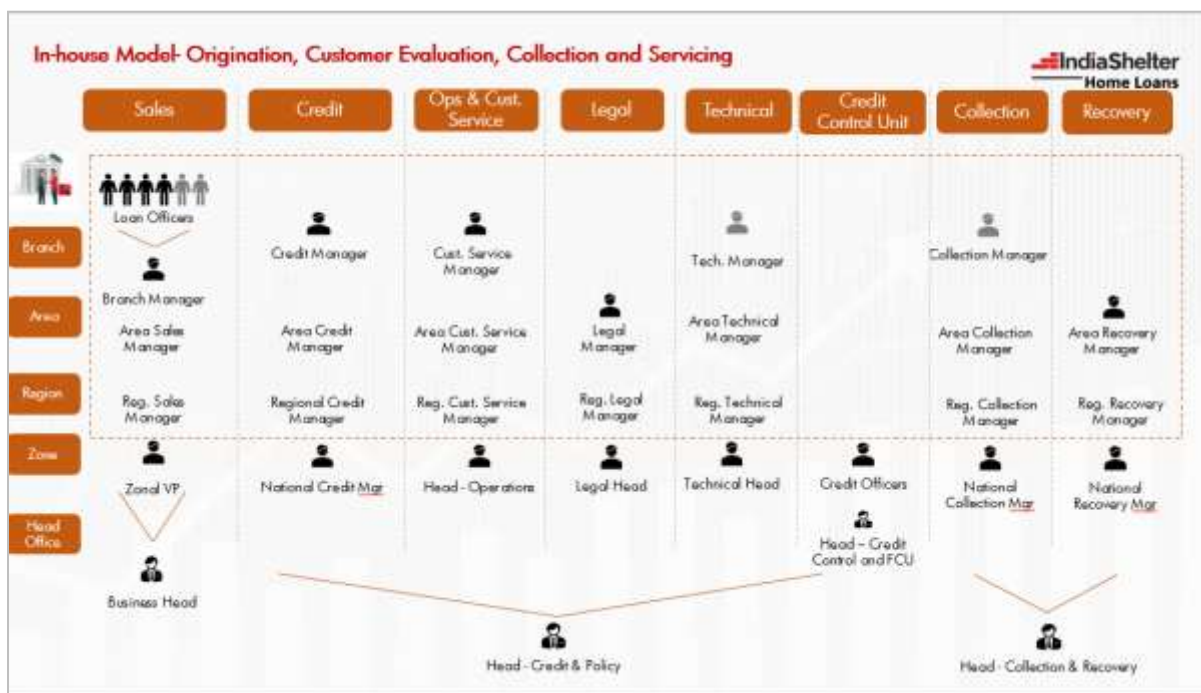 In-house Model- Origination, Customer Evaluation, Collection and Servicing
IndiaShelter
Home Loans
Sales
Credit
Ops & Cust.
Service
Legal
Technical
Credit
Control Unit
Collection
Recovery
Branch
Area
Region
Zone
Head
Office
Loan Officers
Branch Manager
Area Sales
Manager
Reg. Sales
Manager
Zonal VP
Business Head
Credit Manager
Area Credit
Manager
Regional Credit
Manager
National Credit Mgr
Cust. Service
Manager
Area Cust. Service
Manager
Reg. Cust. Service
Manager
Head - Operations
Legal
Manager
Reg. Legal
Manager
Legal Head
Tech. Manager
Area Technical
Manager
Reg. Technical
Manager
Technical Head
Credit Officers
Head – Credit
Control and FCU
Collection Manager
Area Collection
Manager
Reg. Collection
Manager
National
Collection Mgr
Area Recovery
Manager
Reg. Recovery
Manager
National
Recovery Mgr
Head - Credit & Policy
Head - Collection & Recovery